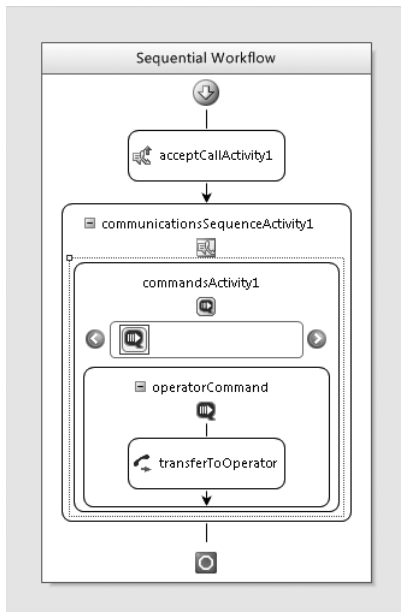 Sequential Workflow
acceptCallActivity1
communicationsSequenceActivity1
commandsActivity1
operatorCommand
transferToOperator